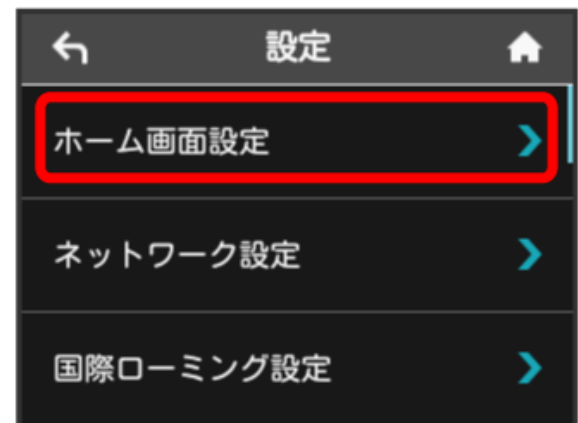 設定
ホーム画面設定
ネットワーク設定
国際ローミング設定